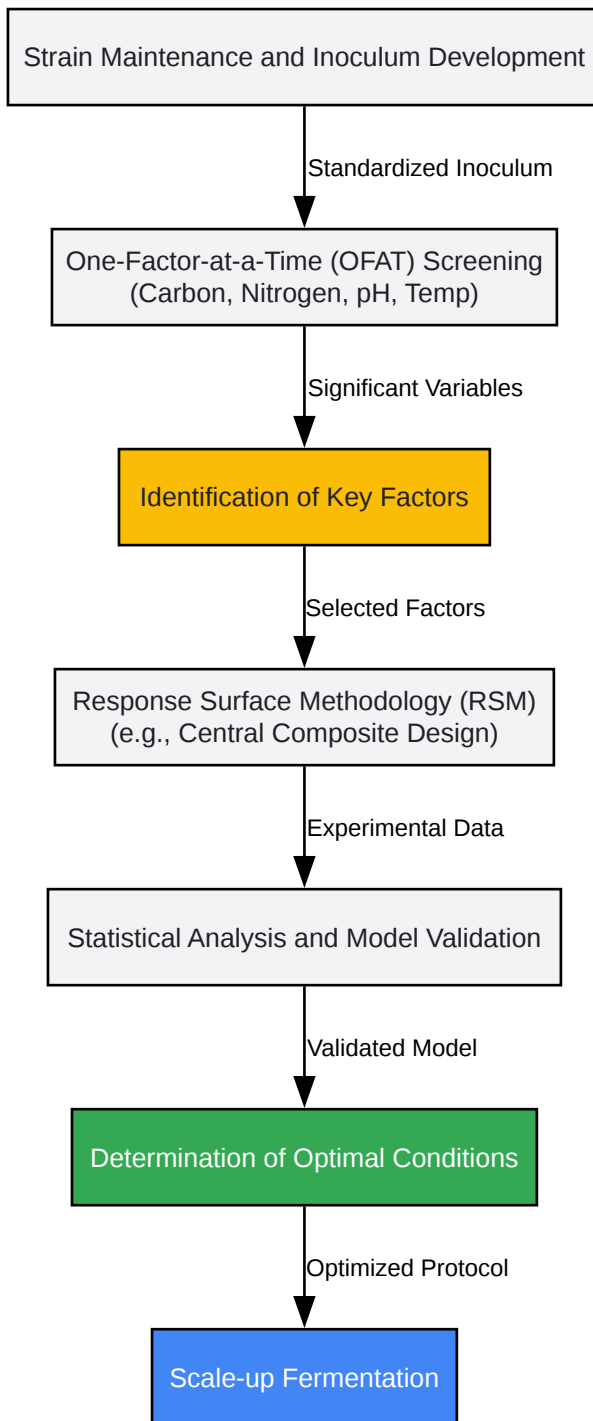 Strain Maintenance and Inoculum Development
Standardized Inoculum
One-Factor-at-a-Time (OFAT) Screening
(Carbon, Nitrogen, pH, Temp)
Significant Variables
Identification of Key Factors
Selected Factors
Response Surface Methodology (RSM)
(e.g., Central Composite Design)
Experimental Data
Statistical Analysis and Model Validation
Validated Model
Determination of Optimal Conditions
Optimized Protocol
Scale-up Fermentation